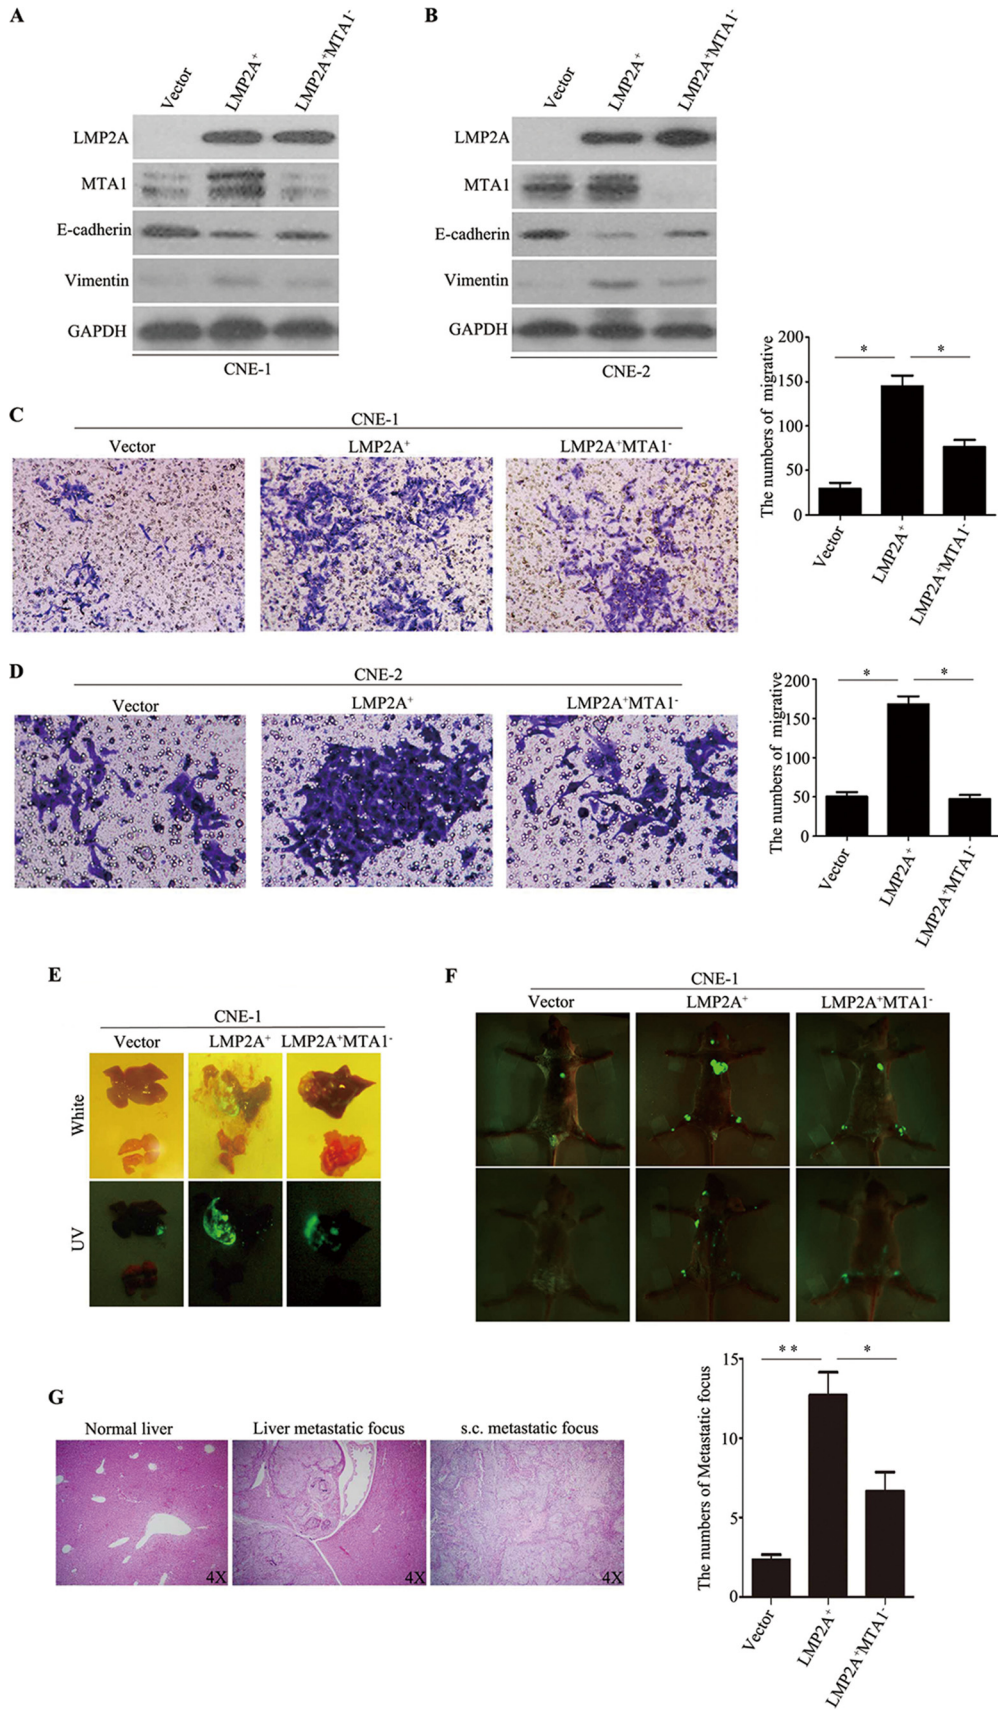 A
Vector
LMP2A⁺
LMP2A⁺MTA1⁻
LMP2A
MTA1
E-cadherin
Vimentin
GAPDH
CNE-1
B
Vector
LMP2A⁺
LMP2A⁺MTA1⁻
LMP2A
MTA1
E-cadherin
Vimentin
GAPDH
CNE-2
C
CNE-1
Vector
LMP2A⁺
LMP2A⁺MTA1⁻
The numbers of migrative
200
150
100
50
0
*
*
Vector
LMP2A⁺
LMP2A⁺MTA1⁻
D
CNE-2
Vector
LMP2A⁺
LMP2A⁺MTA1⁻
The numbers of migrative
200
150
100
50
0
*
*
Vector
LMP2A⁺
LMP2A⁺MTA1⁻
E
CNE-1
Vector
LMP2A⁺
LMP2A⁺MTA1⁻
White
UV
F
CNE-1
Vector
LMP2A⁺
LMP2A⁺MTA1⁻
G
Normal liver
Liver metastatic focus
s.c. metastatic focus
4X
4X
4X
The numbers of Metastatic focus
15
10
5
0
**
*
Vector
LMP2A⁺
LMP2A⁺MTA1⁻